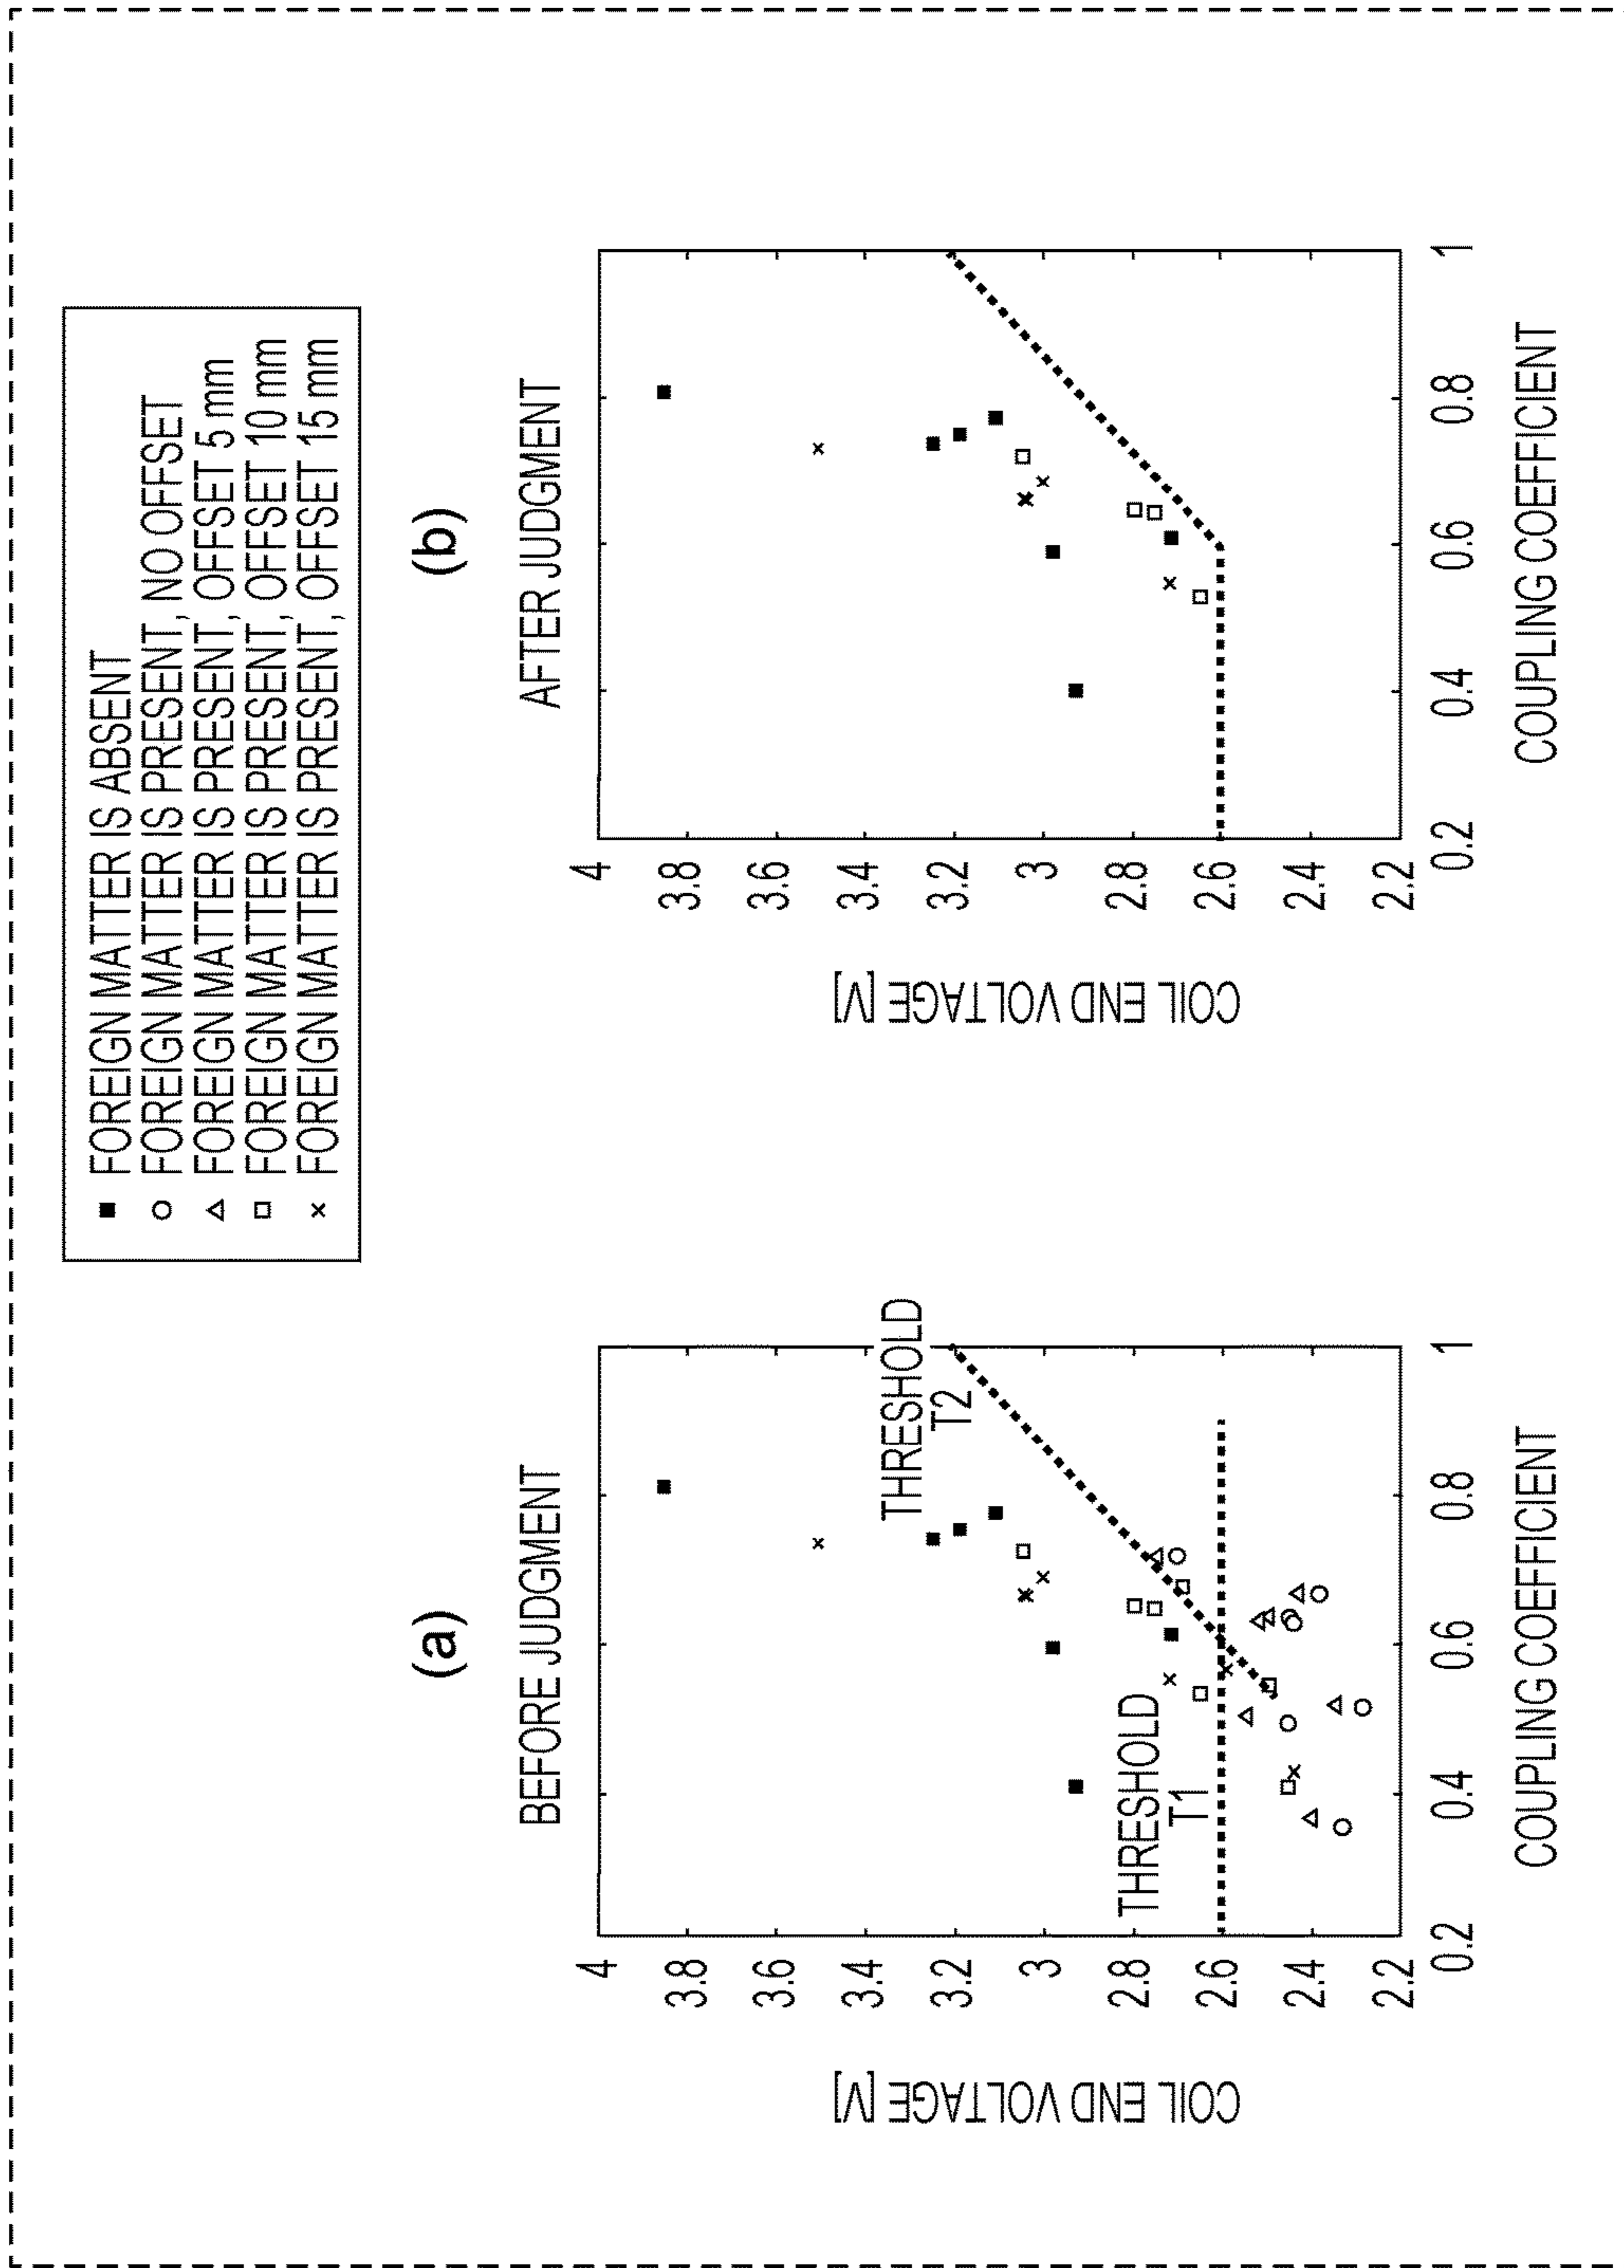 ■ FOREIGN MATTER IS ABSENT
○ FOREIGN MATTER IS PRESENT, NO OFFSET
△ FOREIGN MATTER IS PRESENT, OFFSET 5 mm
□ FOREIGN MATTER IS PRESENT, OFFSET 10 mm
× FOREIGN MATTER IS PRESENT, OFFSET 15 mm
(a)
BEFORE JUDGMENT
COIL END VOLTAGE [V]
4
3.8
3.6
3.4
3.2
3
2.8
2.6
2.4
2.2
THRESHOLD
T2
THRESHOLD
T1
0.2 0.4 0.6 0.8 1
COUPLING COEFFICIENT
(b)
AFTER JUDGMENT
COIL END VOLTAGE [V]
4
3.8
3.6
3.4
3.2
3
2.8
2.6
2.4
2.2
0.2 0.4 0.6 0.8 1
COUPLING COEFFICIENT